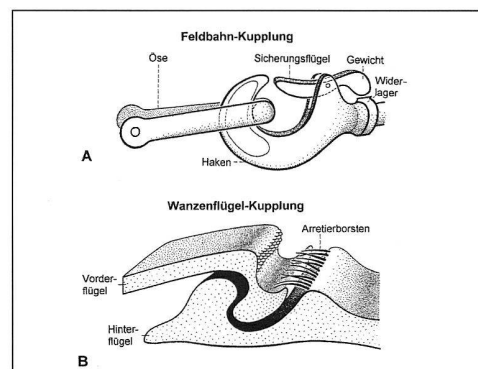 Feldbahn-Kupplung
Öse
Sicherungsflügel
Gewicht
Wider-
lager
Haken
A
Wanzenflügel-Kupplung
Arretierborsten
Vorder-
flügel
Hinter-
flügel
B